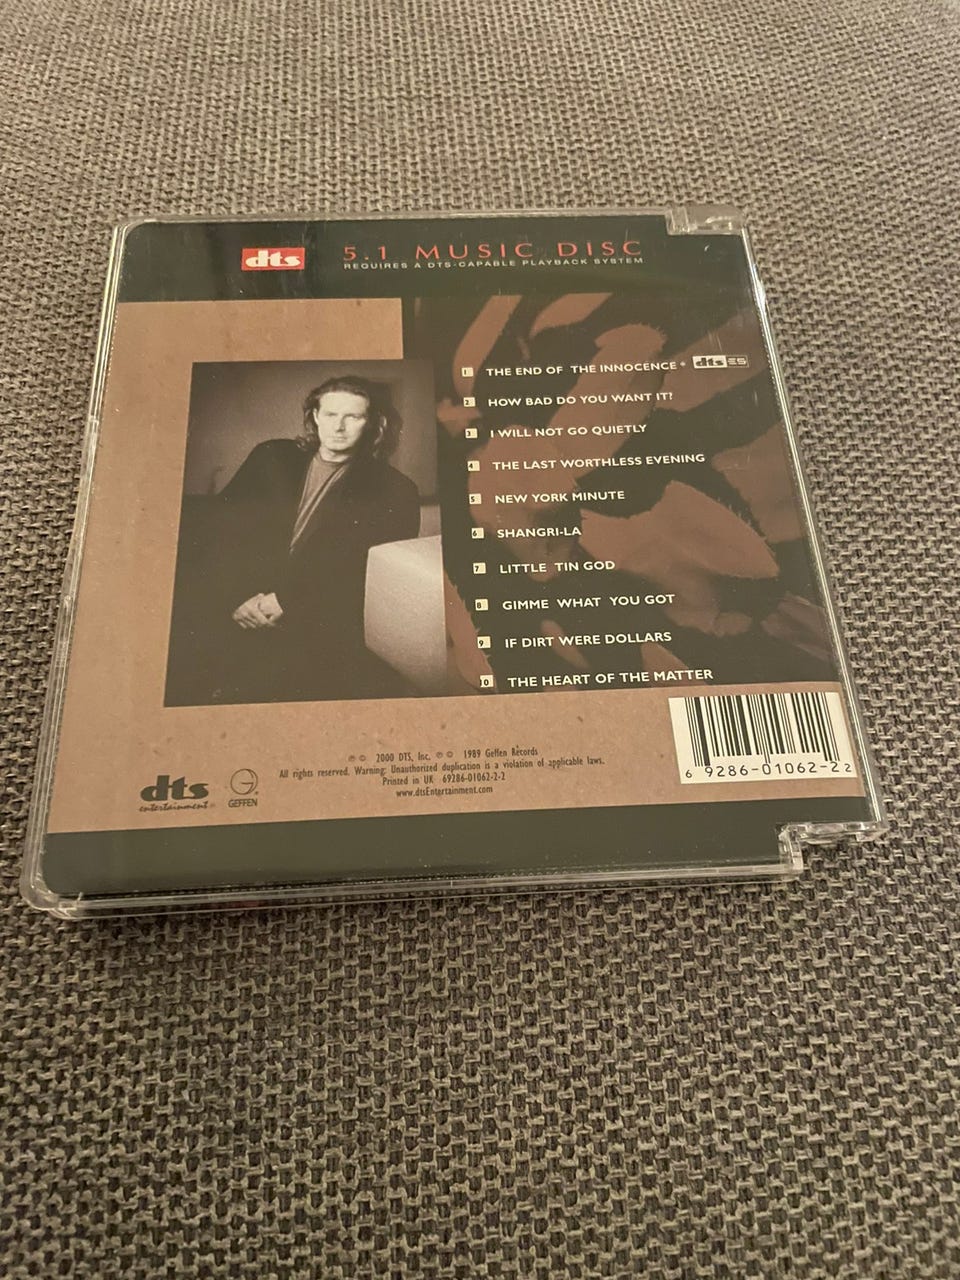 dts 5.1 MUSIC DISC
REQUIRES A DTS-CAPABLE PLAYBACK SYSTEM
1 THE END OF THE INNOCENCE • dts ES
2 HOW BAD DO YOU WANT IT?
3 I WILL NOT GO QUIETLY
4 THE LAST WORTHLESS EVENING
5 NEW YORK MINUTE
6 SHANGRI-LA
7 LITTLE TIN GOD
8 GIMME WHAT YOU GOT
9 IF DIRT WERE DOLLARS
10 THE HEART OF THE MATTER
℗ © 2000 DTS, Inc. ℗ © 1989 Geffen Records
All rights reserved. Warning: Unauthorized duplication is a violation of applicable laws.
Printed in UK 69286-01062-2-2
www.dtsEntertainment.com
dts
entertainment
GEFFEN
6 9286-01062-2 2